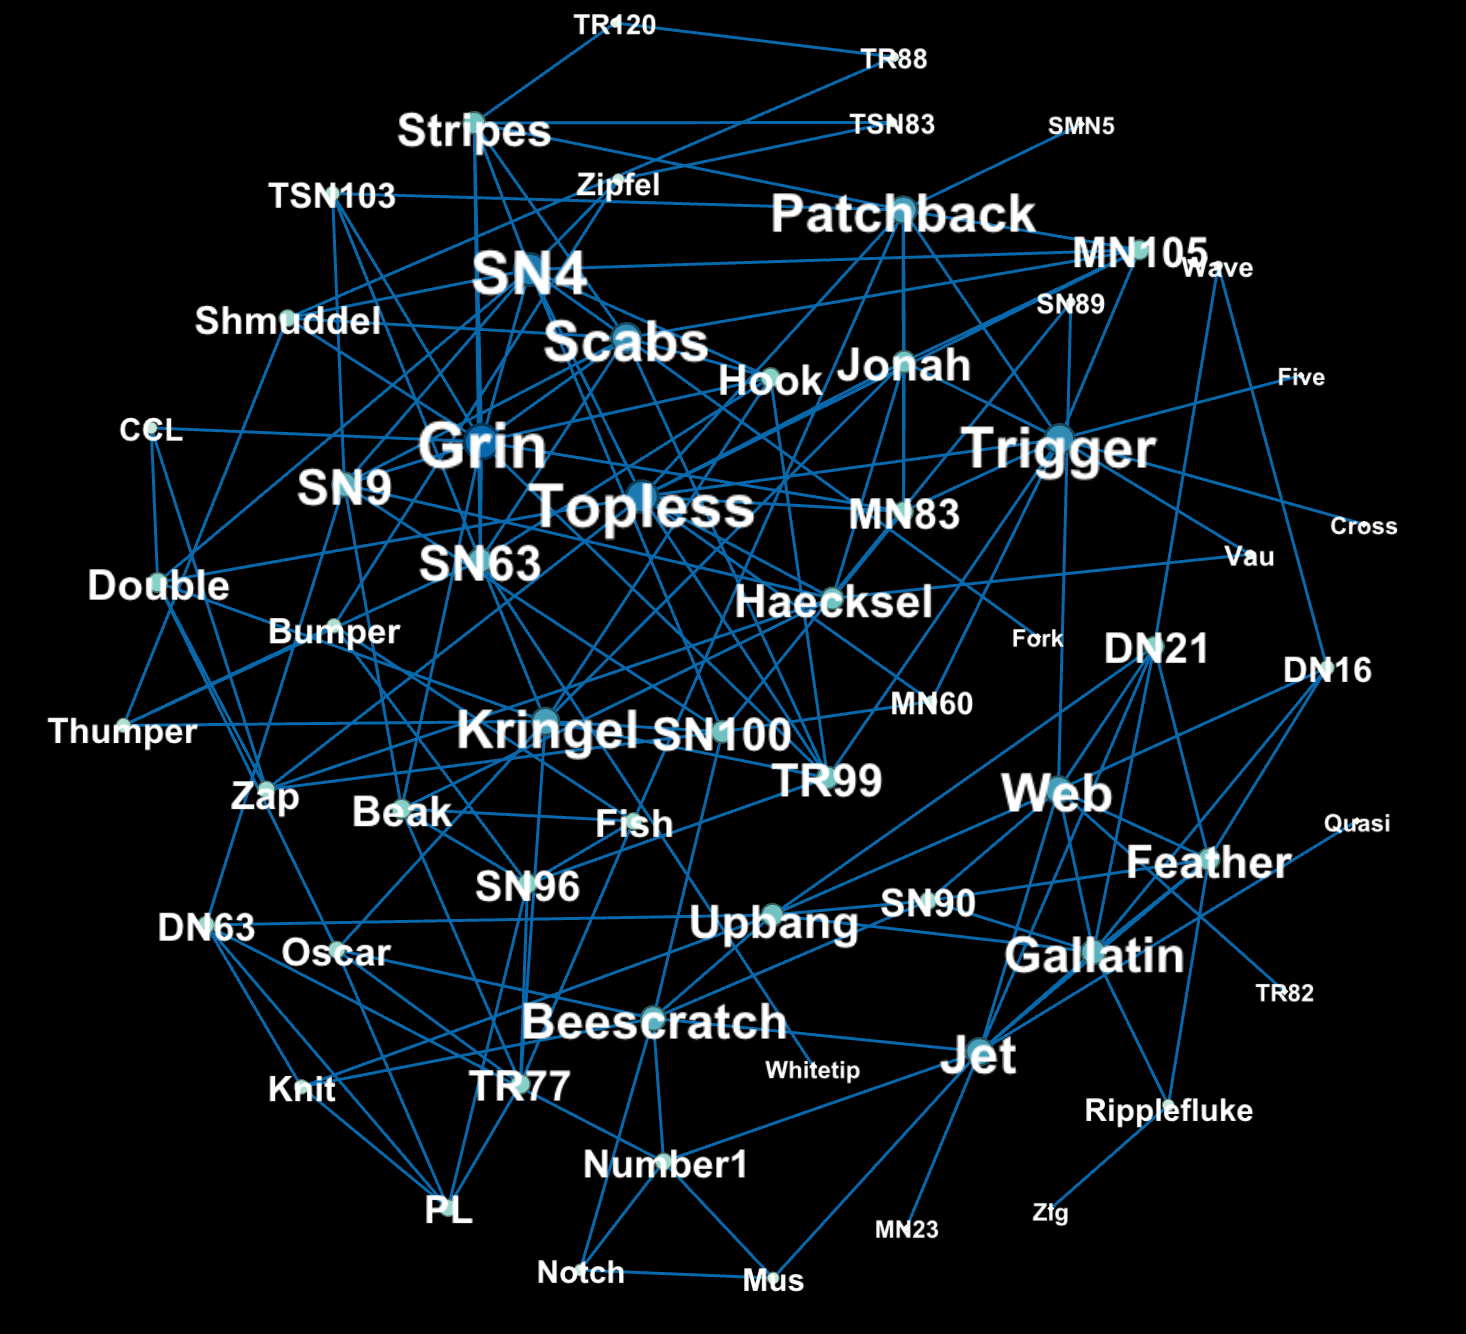 TR120
TR88
Stripes
TSN83
SMN5
TSN103
Zipfel
Patchback
MN105
Wave
SN4
SN89
Shmuddel
Scabs
Hook
Jonah
Five
CCL
Grin
Trigger
SN9
Topless
MN83
Cross
Vau
SN63
Double
Haecksel
Bumper
Fork
DN21
DN16
MN60
Thumper
Kringel
SN100
TR99
Zap
Beak
Fish
Web
Quasi
Feather
SN96
SN90
DN63
Upbang
Oscar
Gallatin
TR82
Beescratch
Jet
Whitetip
Knit
TR77
Ripplefluke
Number1
PL
Zig
MN23
Notch
Mus